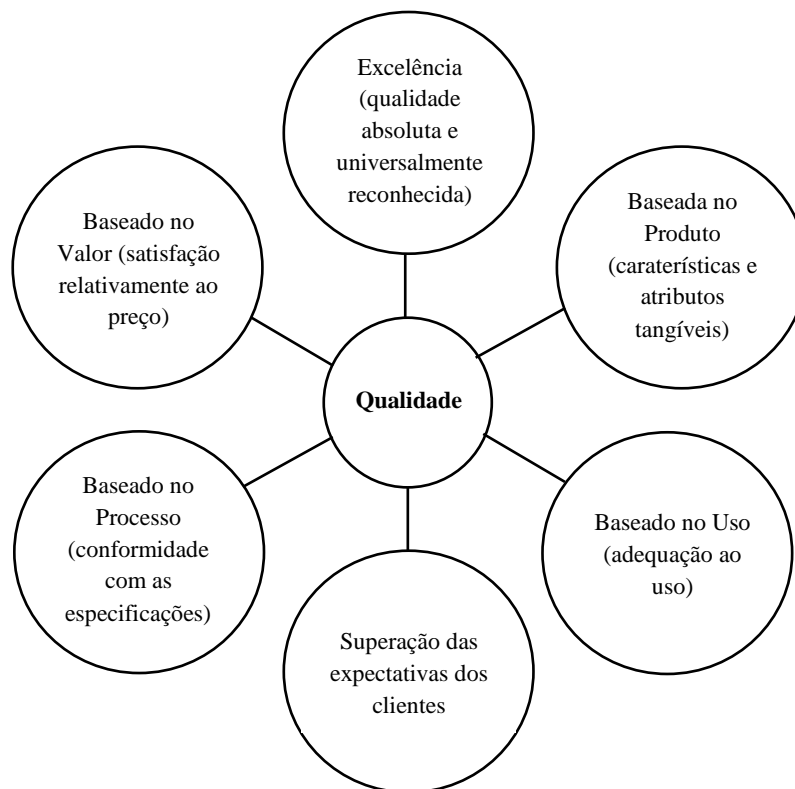 Excelência
(qualidade
absoluta e
universalmente
reconhecida)
Baseado no
Valor (satisfação
relativamente ao
preço)
Baseada no
Produto
(caraterísticas e
atributos
tangíveis)
Qualidade
Baseado no
Processo
(conformidade
com as
especificações)
Baseado no Uso
(adequação ao
uso)
Superação das
expectativas dos
clientes